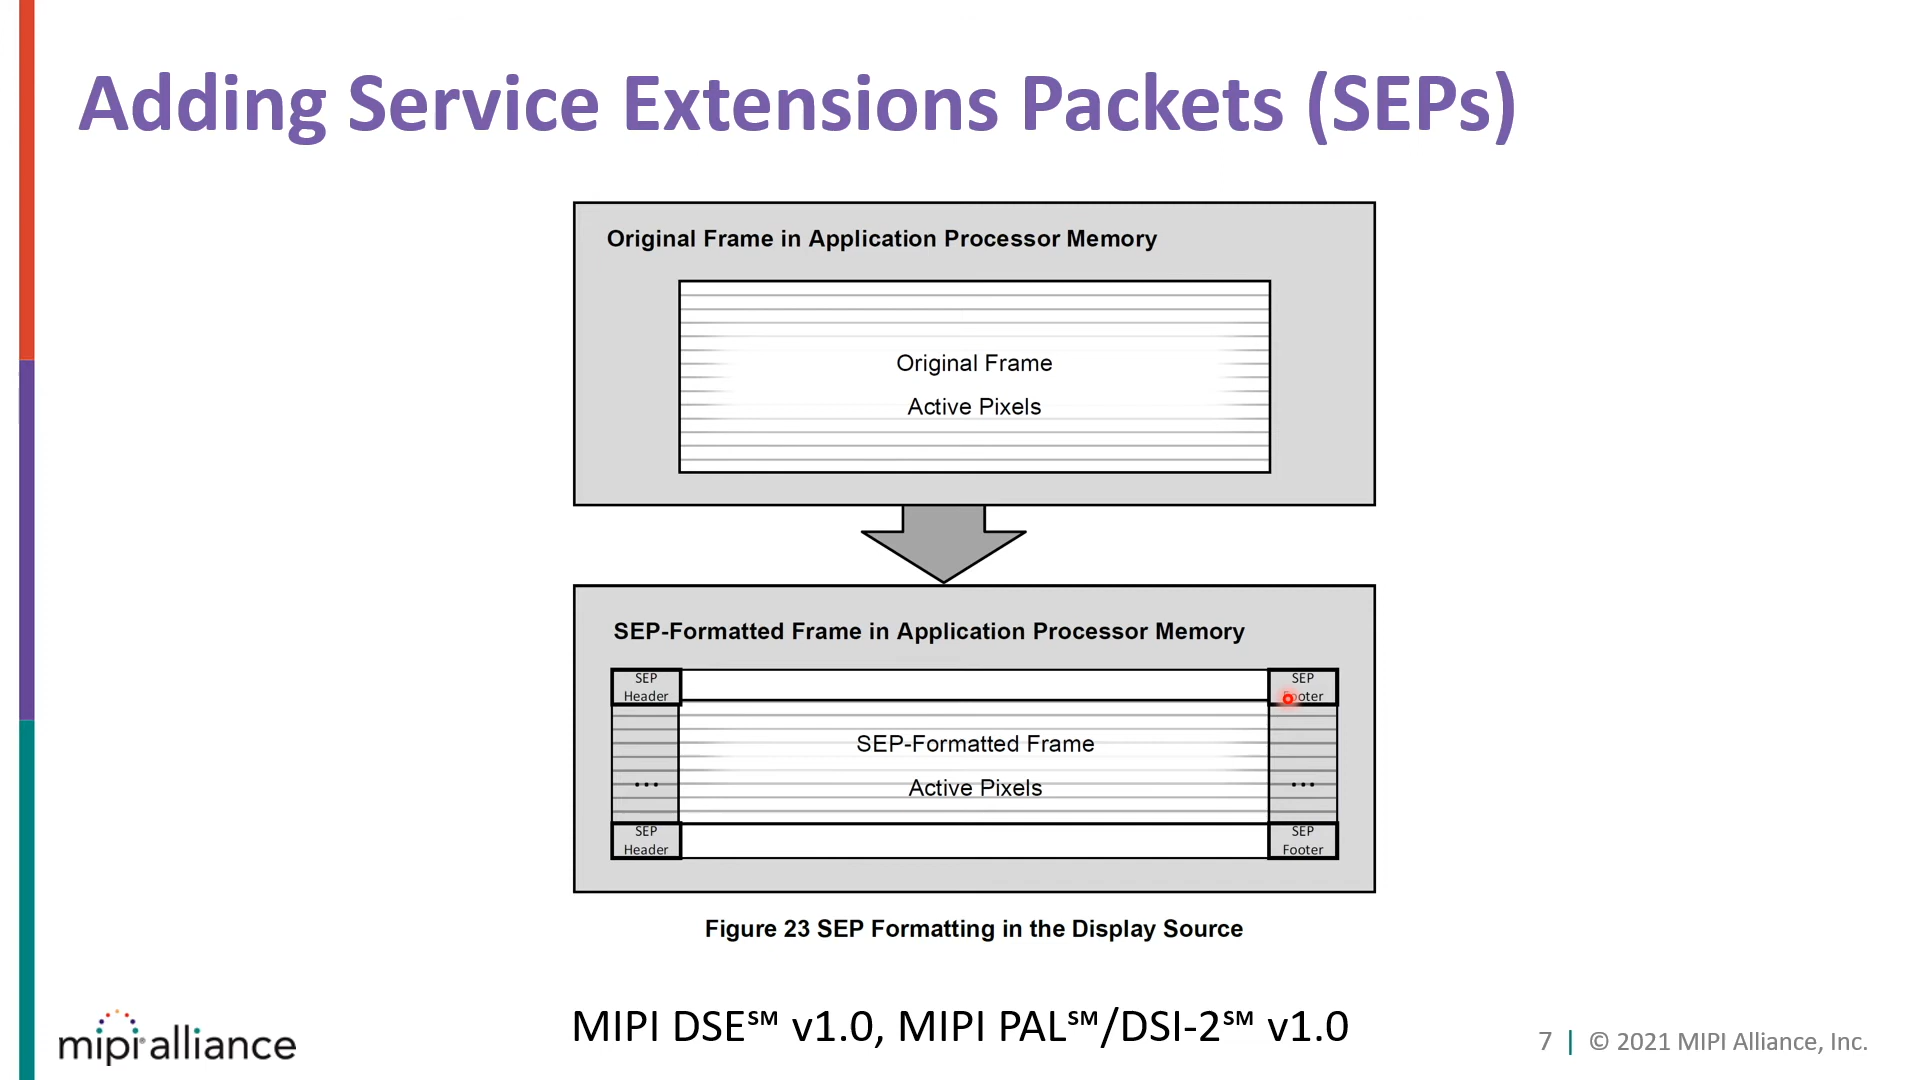 Adding Service Extensions Packets (SEPs)
Original Frame in Application Processor Memory
Original Frame
Active Pixels
SEP-Formatted Frame in Application Processor Memory
SEP
Header
SEP
Footer
SEP-Formatted Frame
Active Pixels
...
...
SEP
Header
SEP
Footer
Figure 23 SEP Formatting in the Display Source
MIPI DSE℠ v1.0, MIPI PAL℠/DSI-2℠ v1.0
mipi alliance
7 | © 2021 MIPI Alliance, Inc.